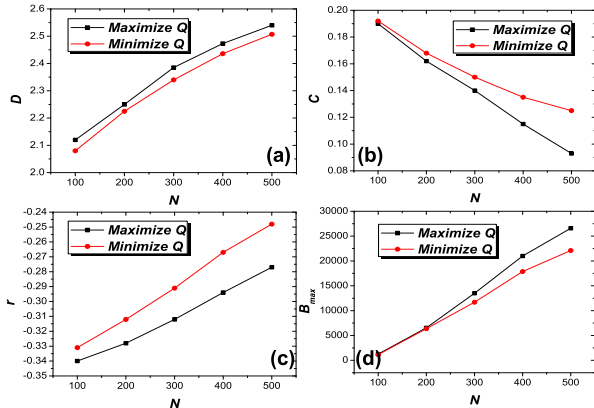 2.6
2.5
2.4
2.3
2.2
2.1
2.0
D
Maximize Q
Minimize Q
(a)
100 200 300 400 500
N
0.20
0.18
0.16
0.14
0.12
0.10
0.08
C
Maximize Q
Minimize Q
(b)
100 200 300 400 500
N
-0.24
-0.25
-0.26
-0.27
-0.28
-0.29
-0.30
-0.31
-0.32
-0.33
-0.34
-0.35
r
Maximize Q
Minimize Q
(c)
100 200 300 400 500
N
30000
25000
20000
15000
10000
5000
0
B_max
Maximize Q
Minimize Q
(d)
100 200 300 400 500
N